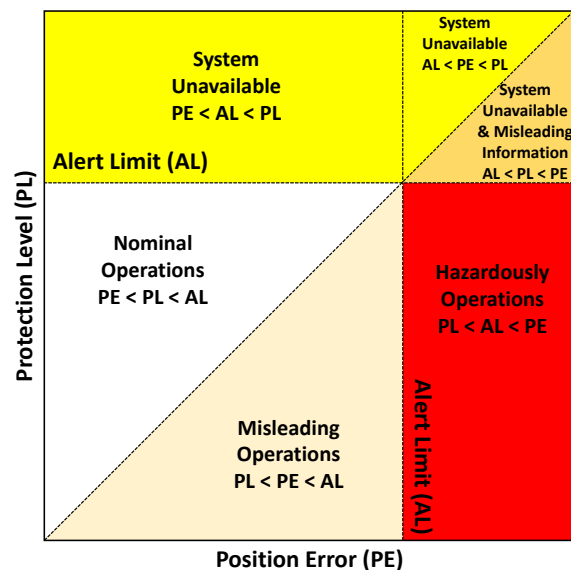 System
Unavailable
PE < AL < PL
System
Unavailable
AL < PE < PL
System
Unavailable
& Misleading
Information
AL < PL < PE
Alert Limit (AL)
Nominal
Operations
PE < PL < AL
Hazardously
Operations
PL < AL < PE
Misleading
Operations
PL < PE < AL
Alert Limit (AL)
Protection Level (PL)
Position Error (PE)